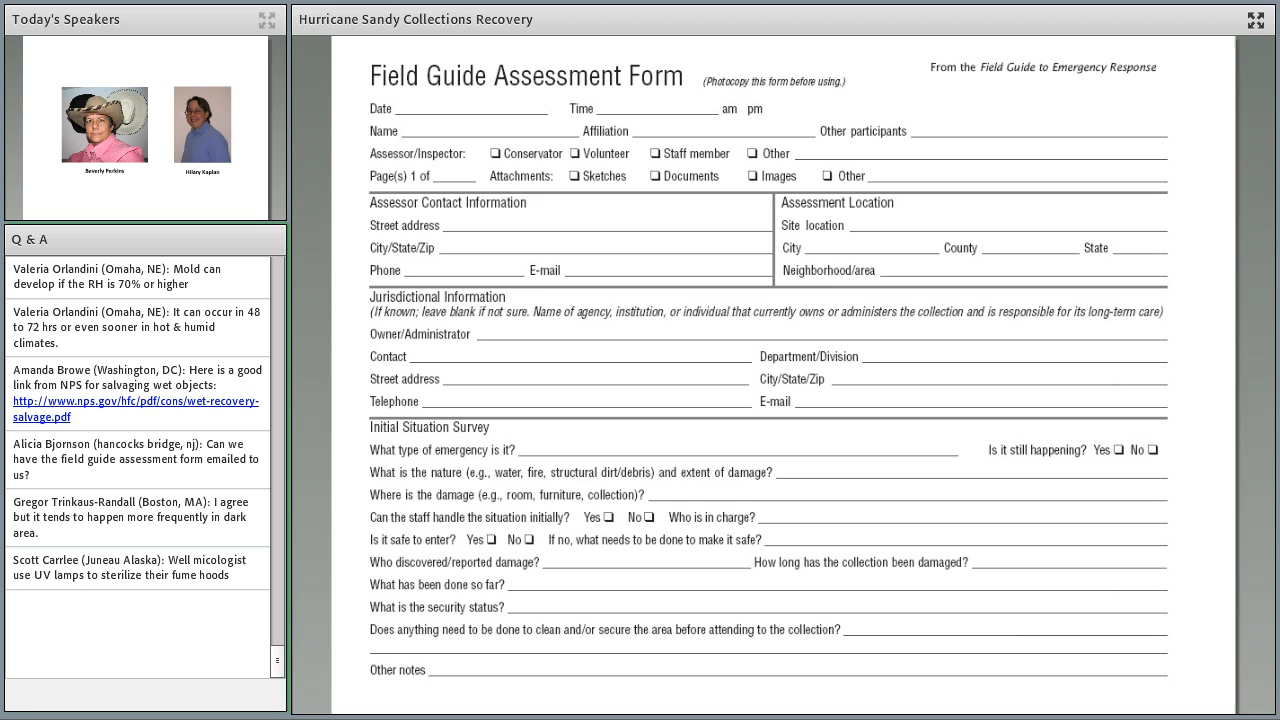 Today's Speakers
Beverly Perkins
Hilary Kaplan
Q & A
Valeria Orlandini (Omaha, NE): Mold can
develop if the RH is 70% or higher
Valeria Orlandini (Omaha, NE): It can occur in 48
to 72 hrs or even sooner in hot & humid
climates.
Amanda Browe (Washington, DC): Here is a good
link from NPS for salvaging wet objects:
http://www.nps.gov/hfc/pdf/cons/wet-recovery-
salvage.pdf
Alicia Bjornson (hancocks bridge, nj): Can we
have the field guide assessment form emailed to
us?
Gregor Trinkaus-Randall (Boston, MA): I agree
but it tends to happen more frequently in dark
area.
Scott Carrlee (Juneau Alaska): Well micologist
use UV lamps to sterilize their fume hoods
Hurricane Sandy Collections Recovery
Field Guide Assessment Form (Photocopy this form before using.)
From the Field Guide to Emergency Response
Date Time am pm
Name Affiliation Other participants
Assessor/Inspector: Conservator Volunteer Staff member Other
Page(s) 1 of Attachments: Sketches Documents Images Other
Assessor Contact Information
Street address
City/State/Zip
Phone E-mail
Assessment Location
Site location
City County State
Neighborhood/area
Jurisdictional Information
(If known; leave blank if not sure. Name of agency, institution, or individual that currently owns or administers the collection and is responsible for its long-term care)
Owner/Administrator
Contact Department/Division
Street address City/State/Zip
Telephone E-mail
Initial Situation Survey
What type of emergency is it? Is it still happening? Yes No
What is the nature (e.g., water, fire, structural dirt/debris) and extent of damage?
Where is the damage (e.g., room, furniture, collection)?
Can the staff handle the situation initially? Yes No Who is in charge?
Is it safe to enter? Yes No If no, what needs to be done to make it safe?
Who discovered/reported damage? How long has the collection been damaged?
What has been done so far?
What is the security status?
Does anything need to be done to clean and/or secure the area before attending to the collection?
Other notes